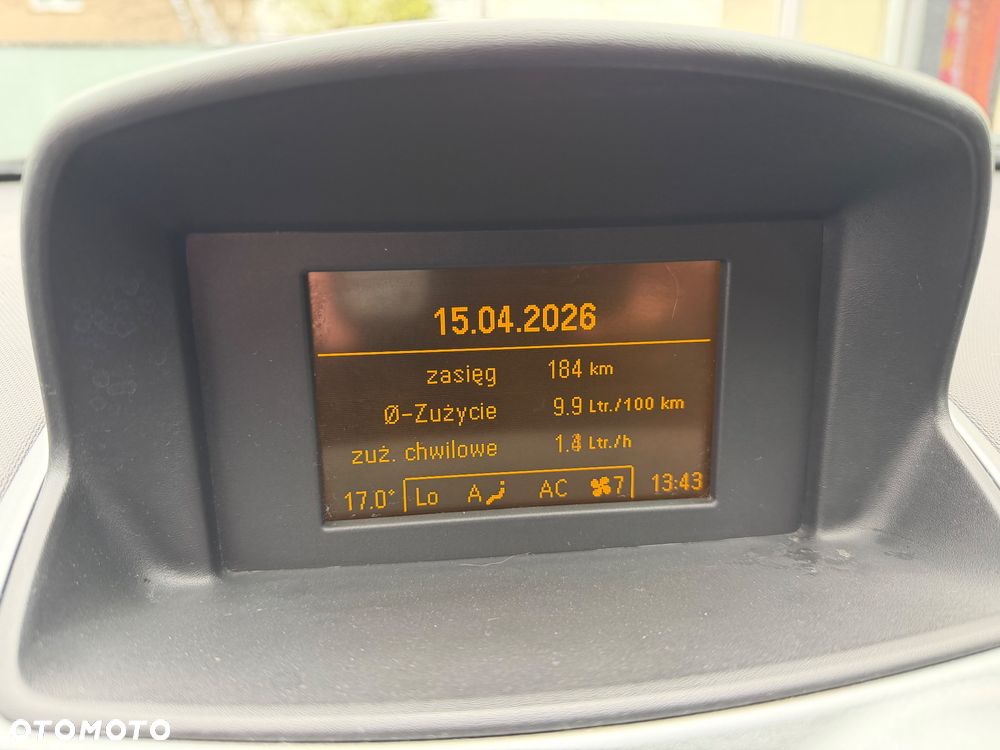 15.04.2026
zasięg 184 km
Ø-Zużycie 9.9 Ltr./100 km
zuż. chwilowe Ltr./h
17.0° Lo A AC 7 13:43
OTOMOTO